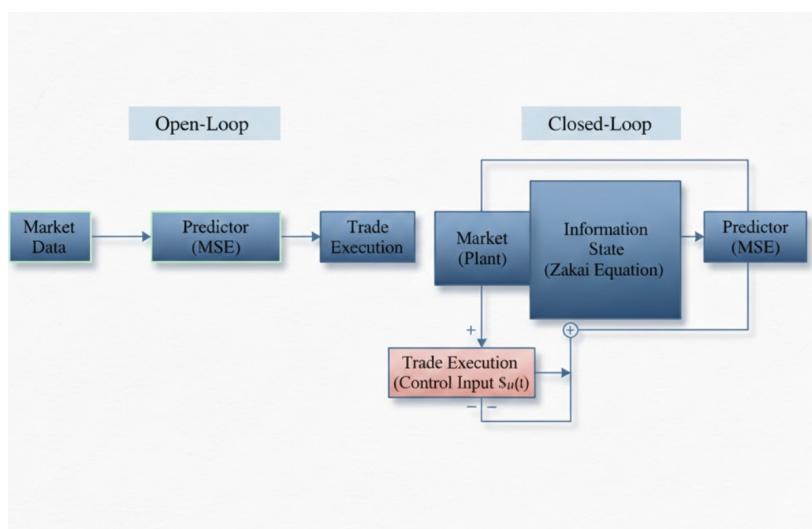 Open-Loop
Market
Data
Predictor
(MSE)
Trade
Execution
Closed-Loop
Market
(Plant)
Information
State
(Zakai Equation)
Predictor
(MSE)
+
+
Trade Execution
(Control Input $μ(t)
− −